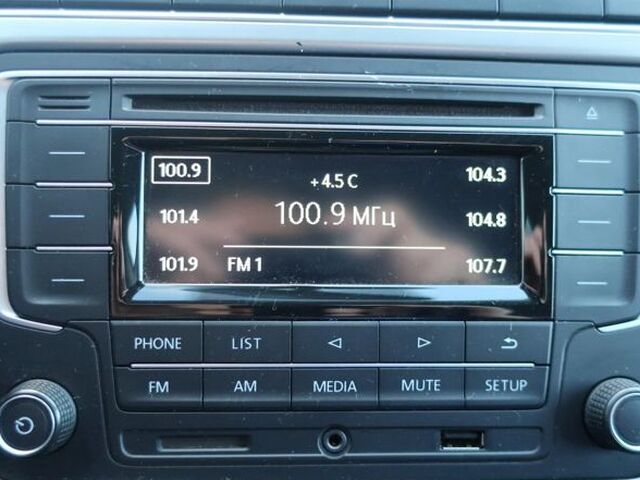 100.9
+4.5 C
104.3
101.4
100.9 МГц
104.8
101.9
FM 1
107.7
PHONE
LIST
FM
AM
MEDIA
MUTE
SETUP